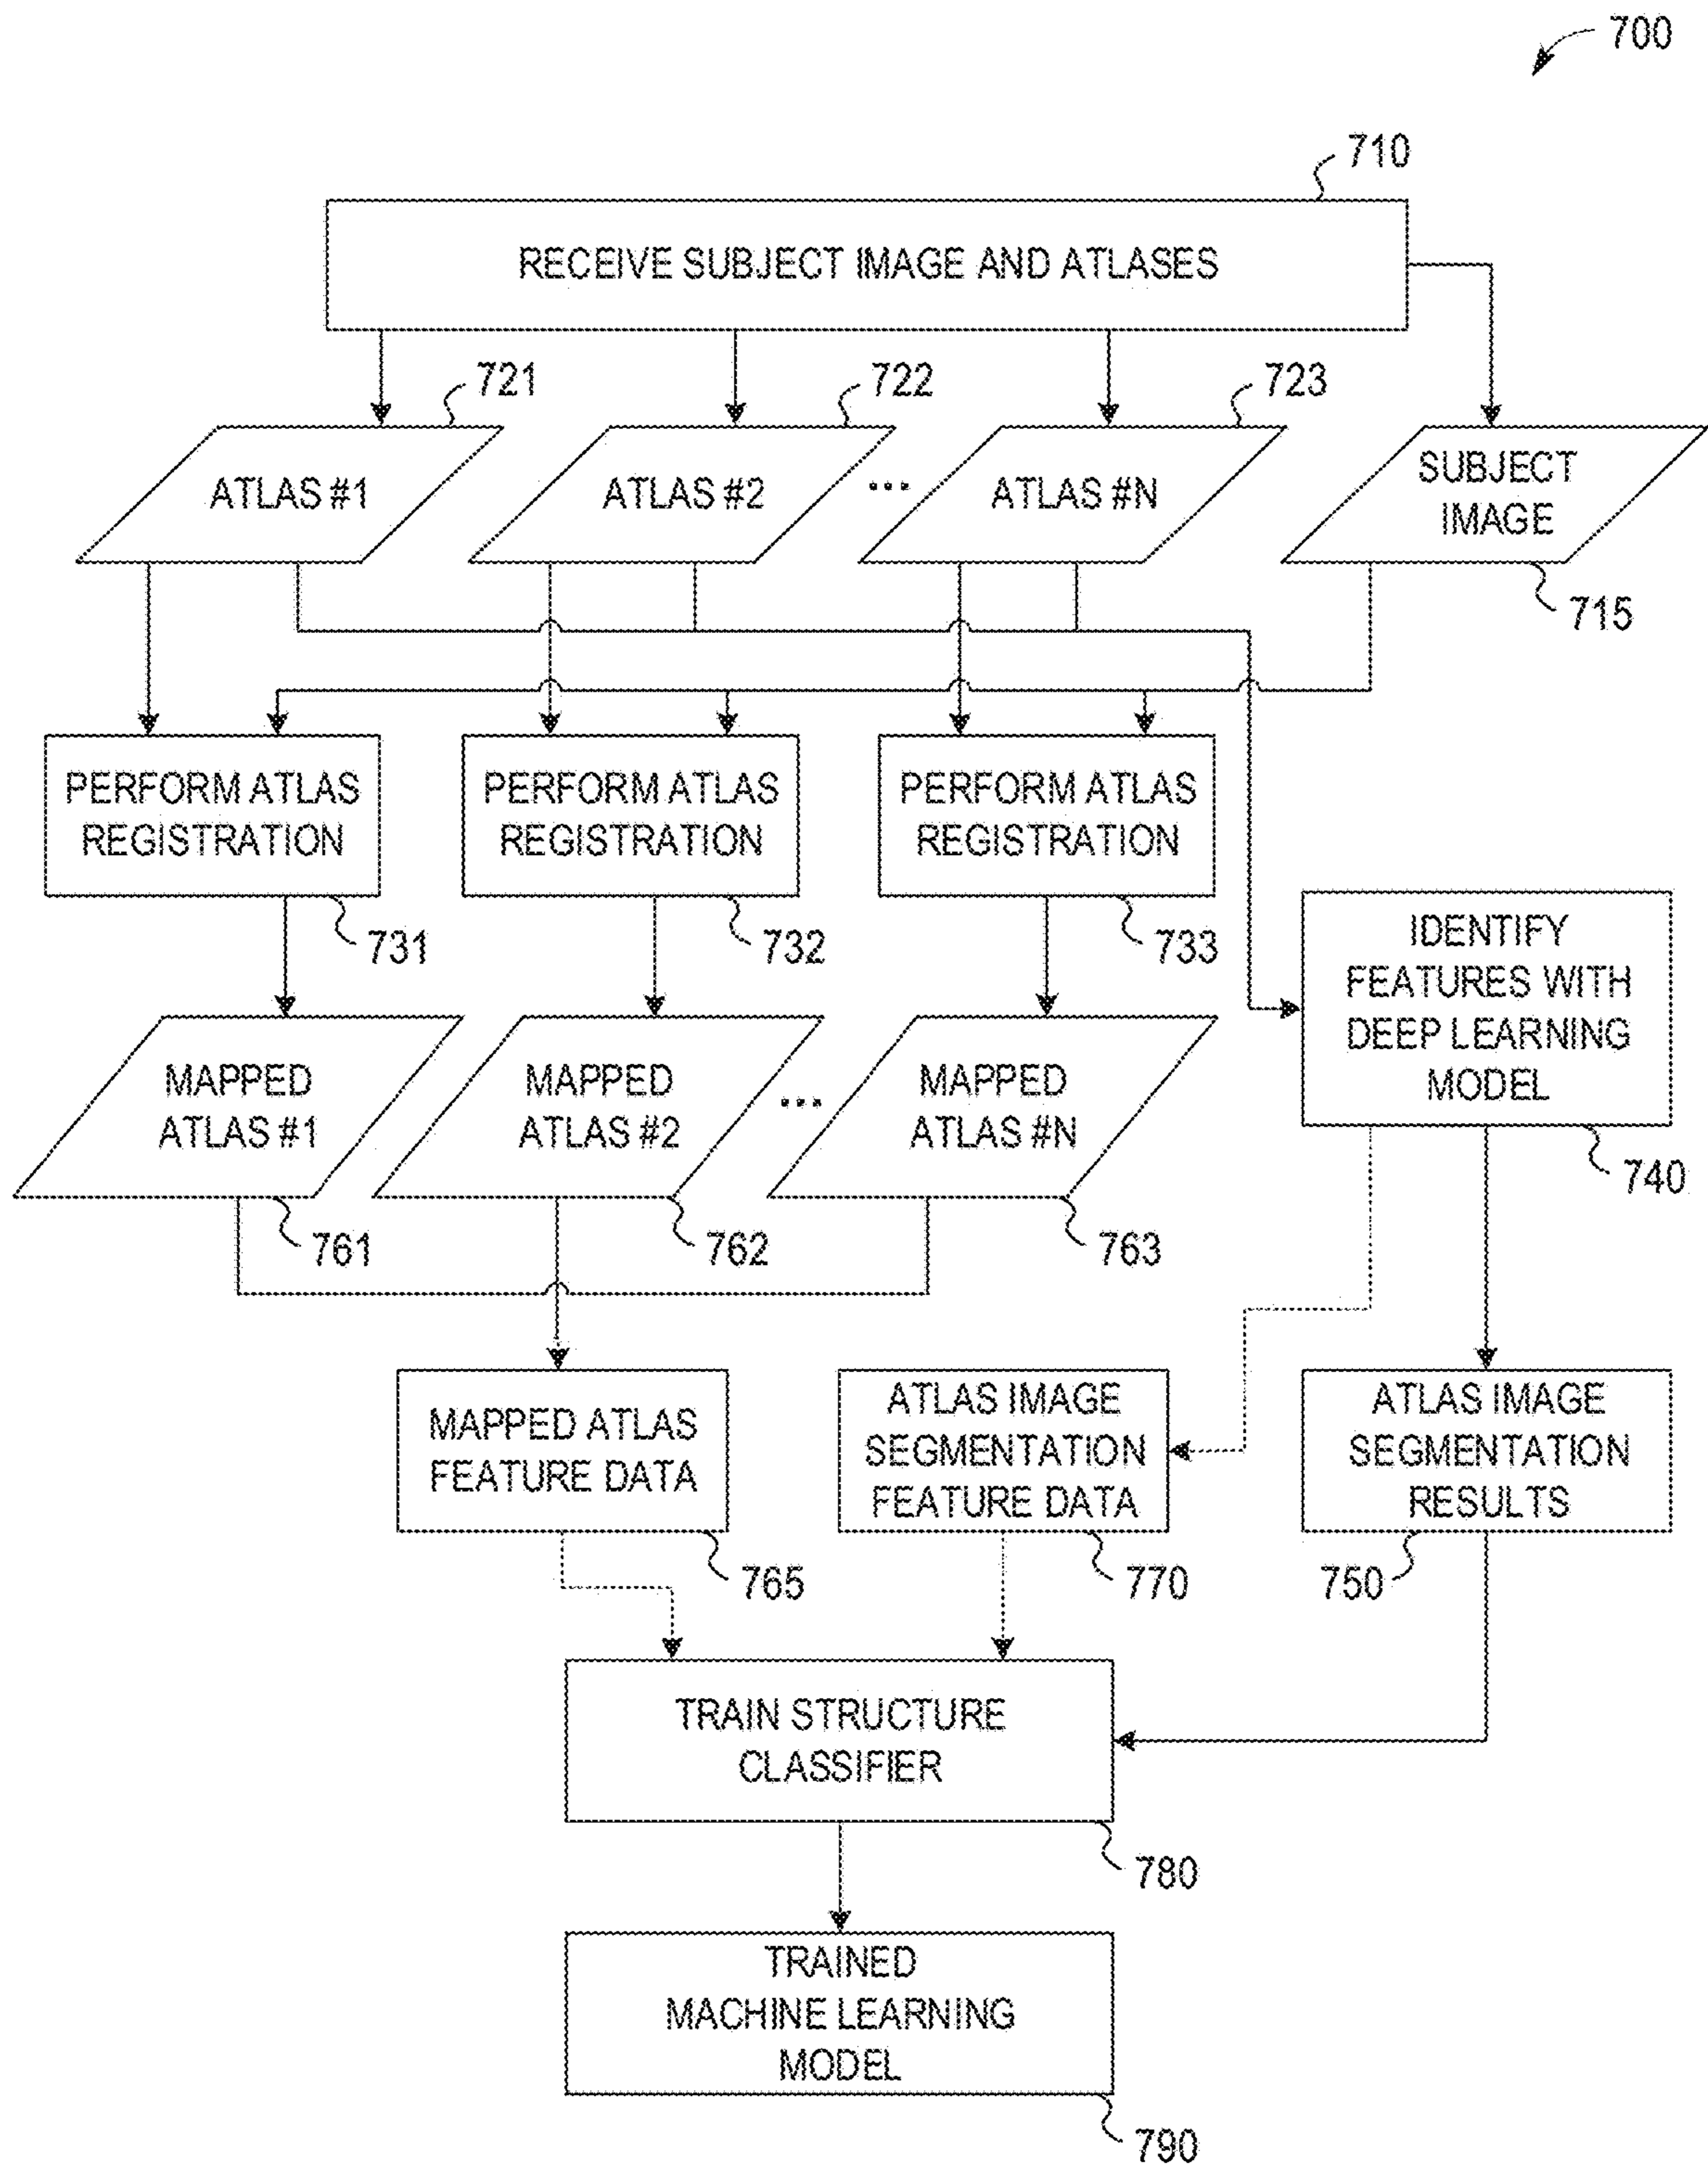 700
710
RECEIVE SUBJECT IMAGE AND ATLASES
721
722
723
ATLAS #1
ATLAS #2
...
ATLAS #N
SUBJECT
IMAGE
715
PERFORM ATLAS
REGISTRATION
PERFORM ATLAS
REGISTRATION
PERFORM ATLAS
REGISTRATION
731
732
733
IDENTIFY
FEATURES WITH
DEEP LEARNING
MODEL
740
MAPPED
ATLAS #1
MAPPED
ATLAS #2
...
MAPPED
ATLAS #N
761
762
763
MAPPED ATLAS
FEATURE DATA
ATLAS IMAGE
SEGMENTATION
FEATURE DATA
ATLAS IMAGE
SEGMENTATION
RESULTS
765
770
750
TRAIN STRUCTURE
CLASSIFIER
780
TRAINED
MACHINE LEARNING
MODEL
790